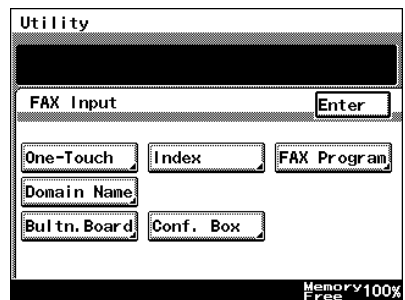 Utility
FAX Input Enter
One-Touch Index FAX Program
Domain Name
Bultn.Board Conf. Box
Memory Free 100%